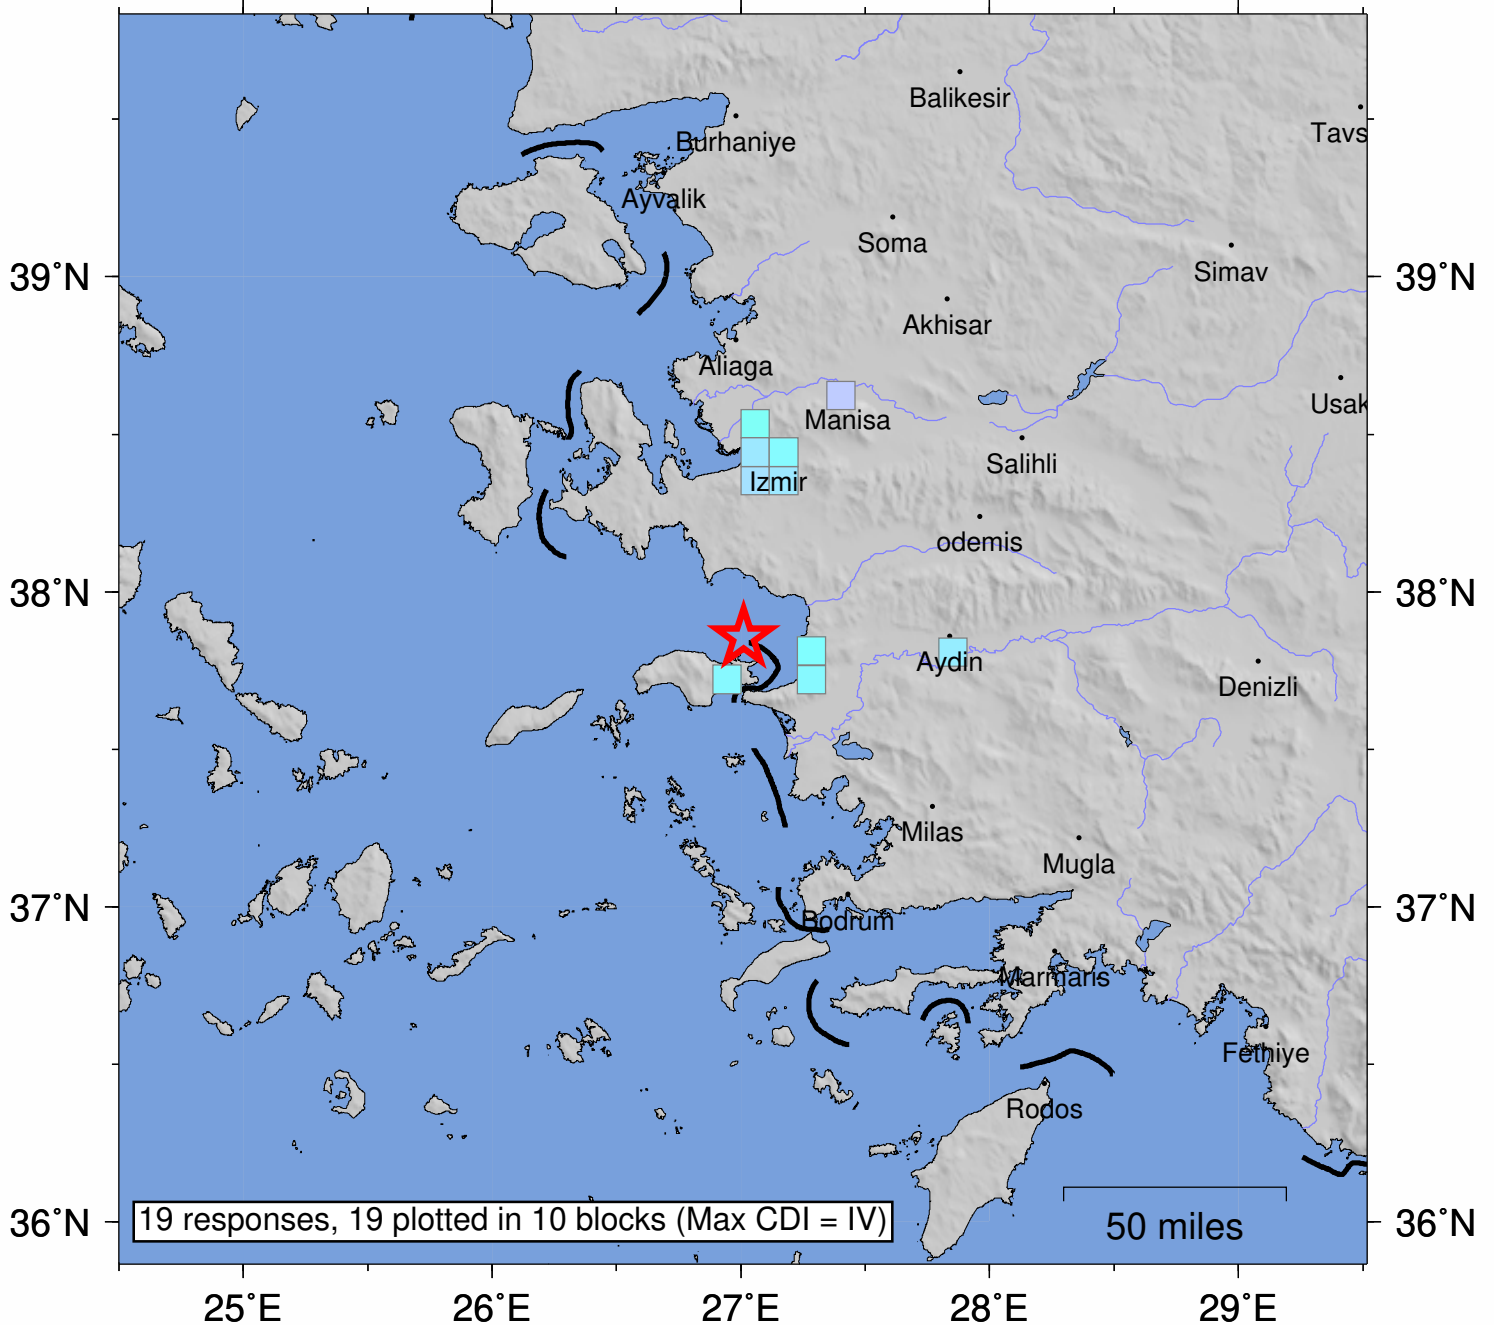 Balikesir
Tavs
Burhaniye
Ayvalik
Soma
Simav
39°N
39°N
Akhisar
Aliaga
Usak
Manisa
Salihli
Izmir
odemis
38°N
38°N
Aydin
Denizli
Milas
Mugla
37°N
37°N
Bodrum
Marmaris
Fethiye
Rodos
19 responses, 19 plotted in 10 blocks (Max CDI = IV)
50 miles
36°N
36°N
25°E
26°E
27°E
28°E
29°E